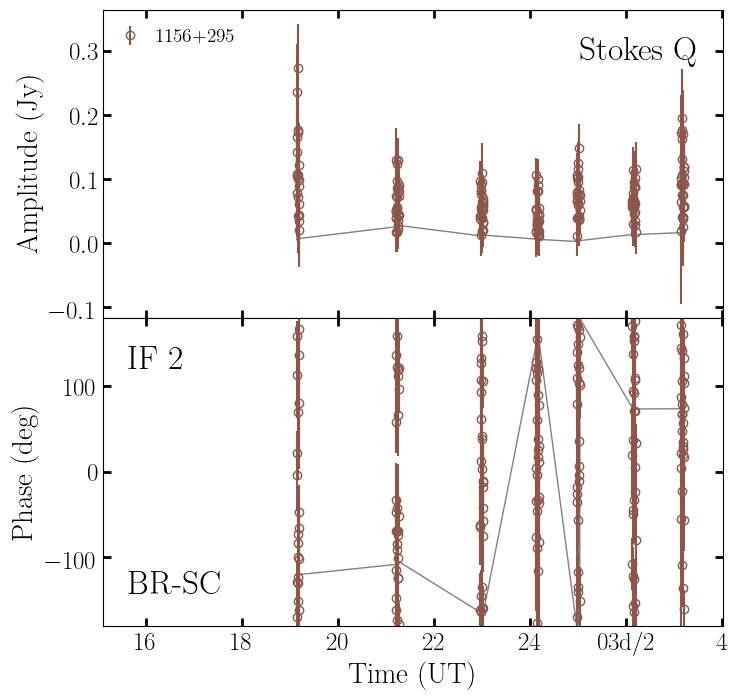 1156+295
Stokes Q
Amplitude (Jy)
0.3
0.2
0.1
0.0
−0.1
IF 2
BR-SC
Phase (deg)
100
0
−100
16 18 20 22 24 03d/2 4
Time (UT)